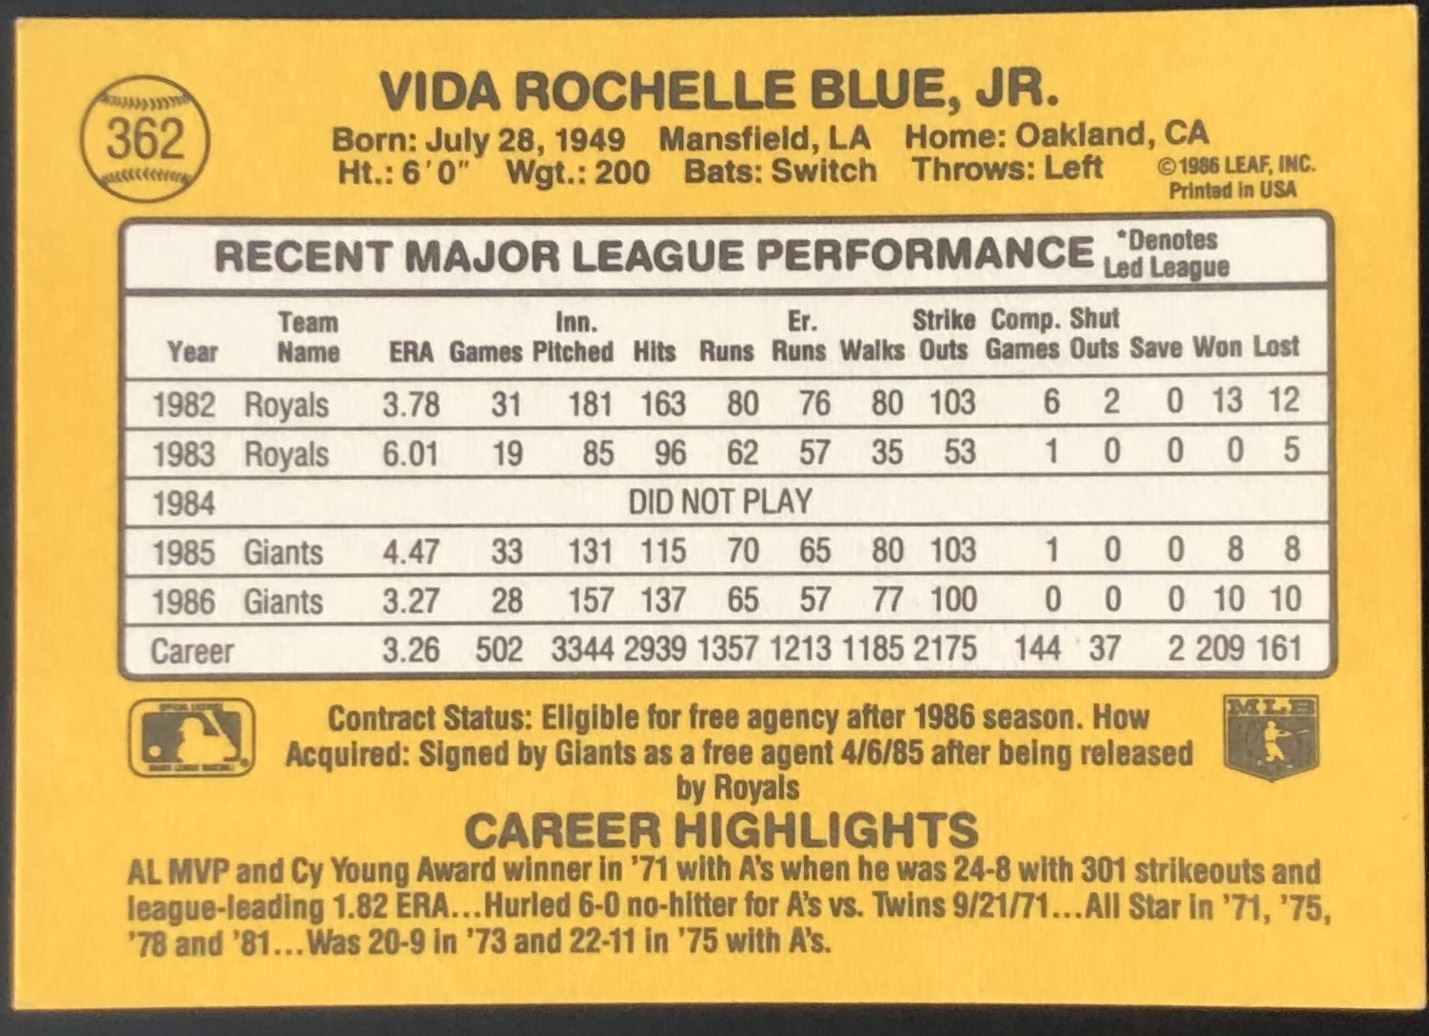 362
VIDA ROCHELLE BLUE, JR.
Born: July 28, 1949 Mansfield, LA Home: Oakland, CA
Ht.: 6'0" Wgt.: 200 Bats: Switch Throws: Left
©1986 LEAF, INC.
Printed in USA
RECENT MAJOR LEAGUE PERFORMANCE
*Denotes
Led League
Team Inn. Er. Strike Comp. Shut
Year Name ERA Games Pitched Hits Runs Runs Walks Outs Games Outs Save Won Lost
1982 Royals 3.78 31 181 163 80 76 80 103 6 2 0 13 12
1983 Royals 6.01 19 85 96 62 57 35 53 1 0 0 0 5
1984 DID NOT PLAY
1985 Giants 4.47 33 131 115 70 65 80 103 1 0 0 8 8
1986 Giants 3.27 28 157 137 65 57 77 100 0 0 0 10 10
Career 3.26 502 3344 2939 1357 1213 1185 2175 144 37 2 209 161
Contract Status: Eligible for free agency after 1986 season. How
Acquired: Signed by Giants as a free agent 4/6/85 after being released
by Royals
MLB
CAREER HIGHLIGHTS
AL MVP and Cy Young Award winner in '71 with A's when he was 24-8 with 301 strikeouts and
league-leading 1.82 ERA...Hurled 6-0 no-hitter for A's vs. Twins 9/21/71...All Star in '71, '75,
'78 and '81...Was 20-9 in '73 and 22-11 in '75 with A's.